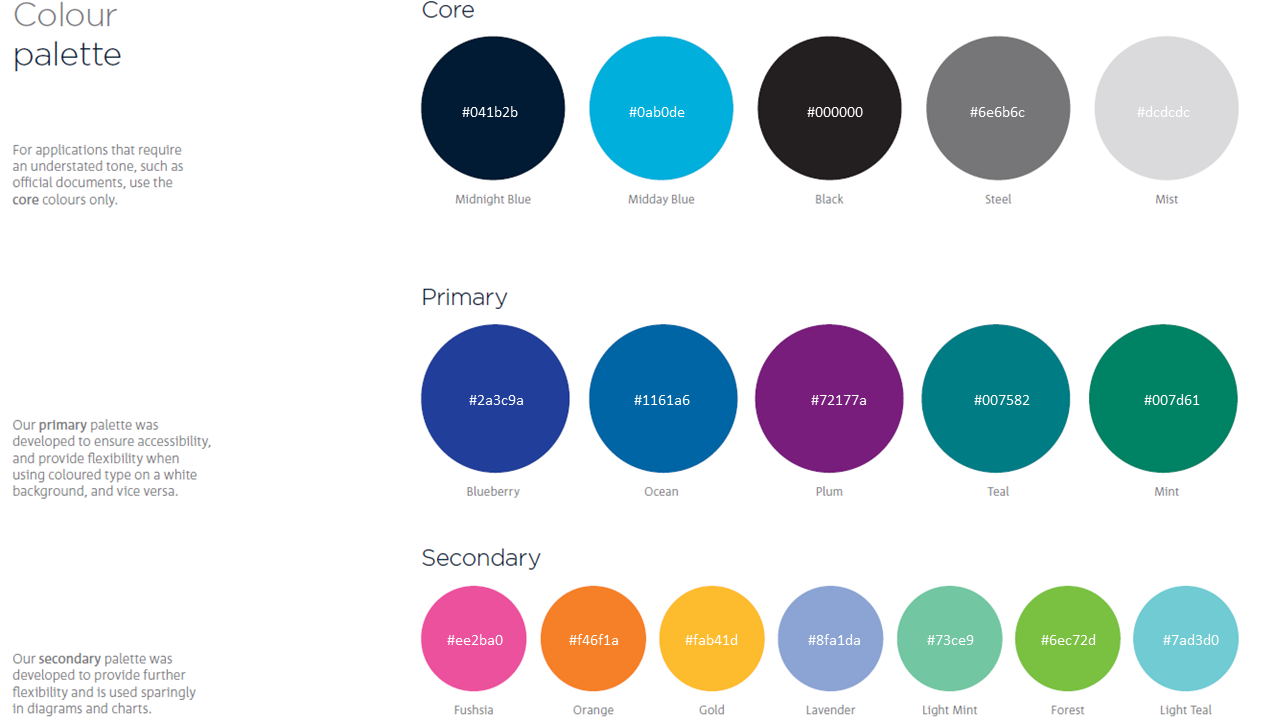 Colour
palette
For applications that require
an understated tone, such as
official documents, use the
core colours only.
Core
#041b2b
#0ab0de
#000000
#6e6b6c
#dcdcdc
Midnight Blue
Midday Blue
Black
Steel
Mist
Our primary palette was
developed to ensure accessibility,
and provide flexibility when
using coloured type on a white
background, and vice versa.
Primary
#2a3c9a
#1161a6
#72177a
#007582
#007d61
Blueberry
Ocean
Plum
Teal
Mint
Our secondary palette was
developed to provide further
flexibility and is used sparingly
in diagrams and charts.
Secondary
#ee2ba0
#f46f1a
#fab41d
#8fa1da
#73ce9
#6ec72d
#7ad3d0
Fushsia
Orange
Gold
Lavender
Light Mint
Forest
Light Teal